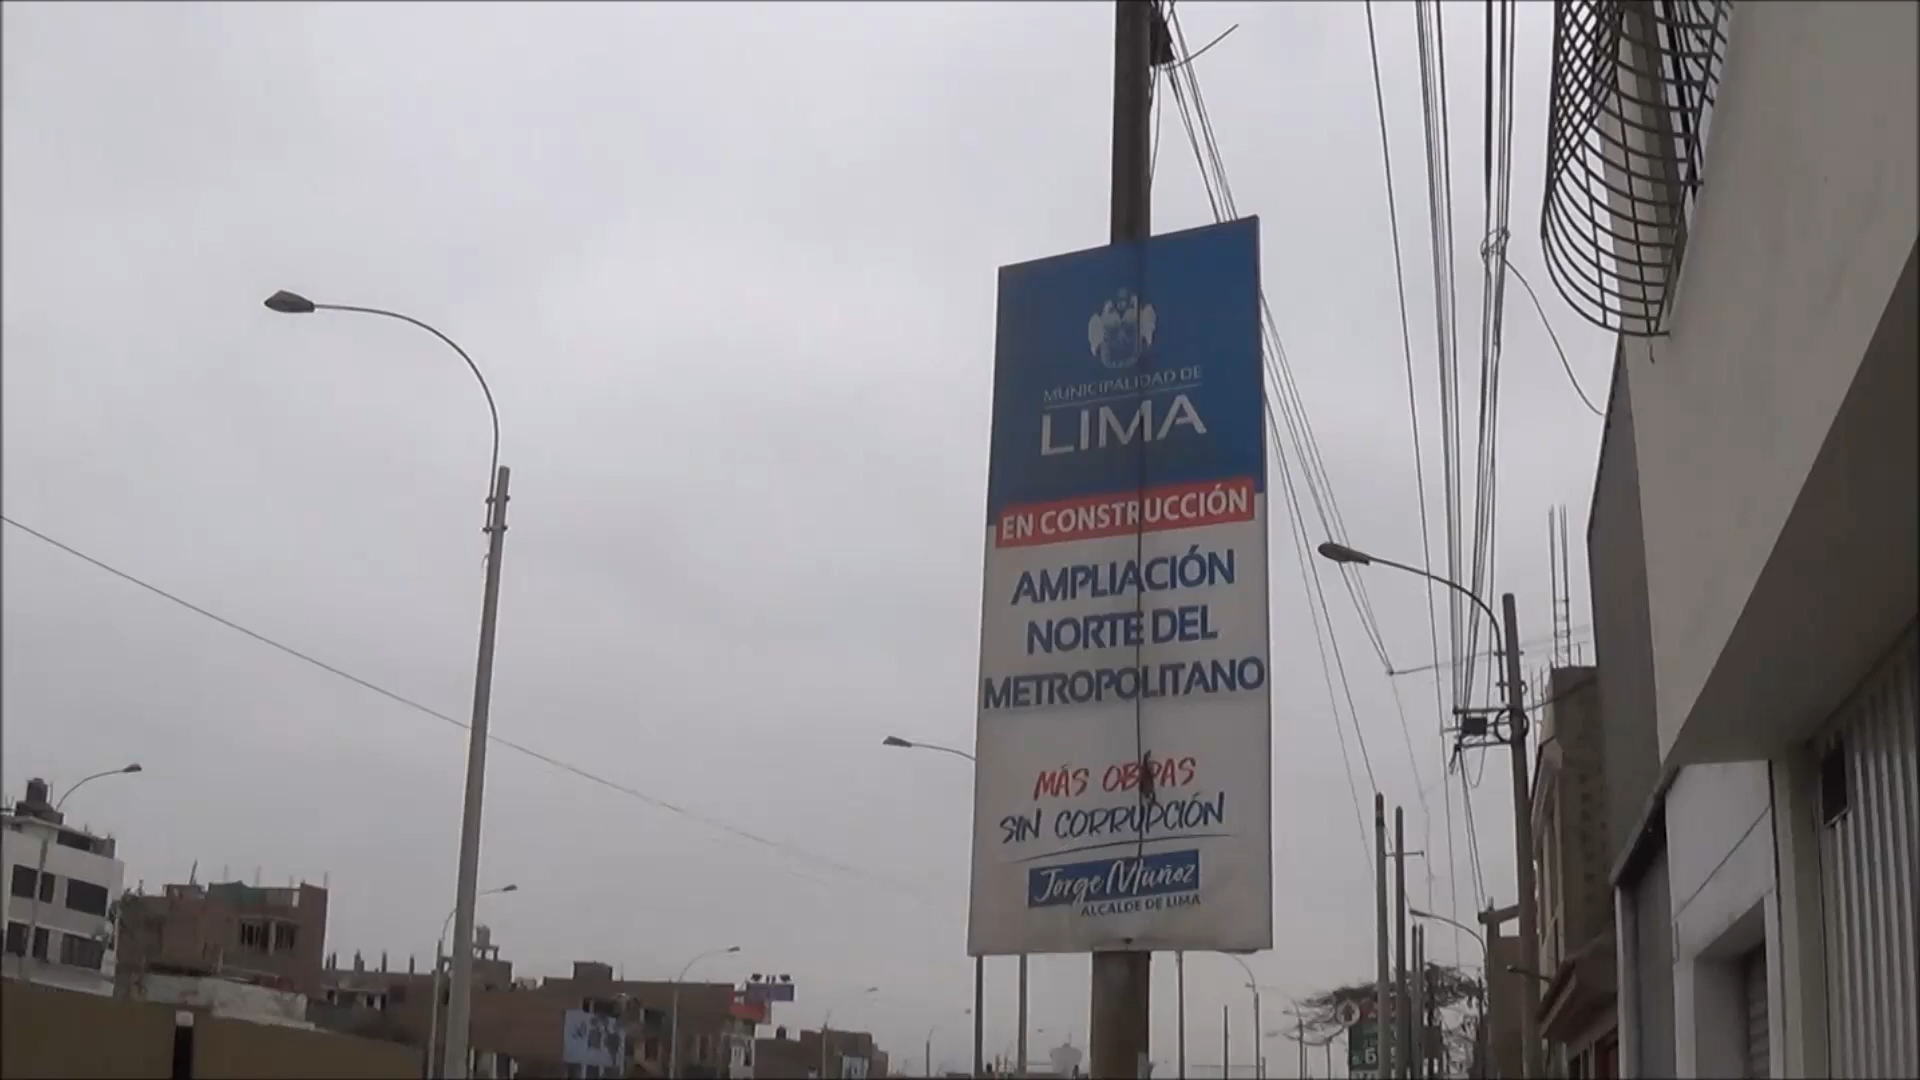 MUNICIPALIDAD DE
LIMA
EN CONSTRUCCIÓN
AMPLIACIÓN
NORTE DEL
METROPOLITANO
MÁS OBRAS
SIN CORRUPCIÓN
Jorge Muñoz
ALCALDE DE LIMA